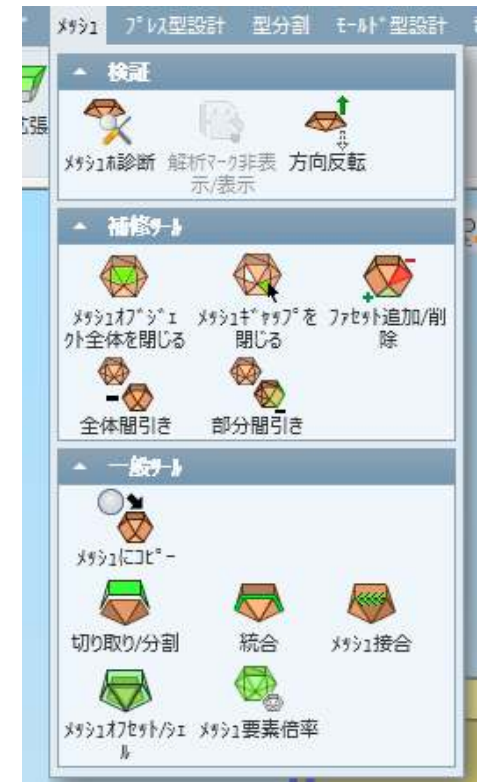 ﾒｯｼｭ ﾌﾟﾚｽ型設計 型分割 ﾓｰﾙﾄﾞ型設計
張
検証
ﾒｯｼｭﾎ診断 解析ﾏｰｸ非表 方向反転
示/表示
補修ﾂｰﾙ
ﾒｯｼｭｵﾌﾞｼﾞｪ ﾒｯｼｭｷﾞｬｯﾌﾟを ﾌｧｾｯﾄ追加/削
ｸﾄ全体を閉じる 閉じる 除
全体間引き 部分間引き
一般ﾂｰﾙ
ﾒｯｼｭにｺﾋﾟｰ
切り取り/分割 統合 ﾒｯｼｭ接合
ﾒｯｼｭｵﾌｾｯﾄ/ｼｪ ﾒｯｼｭ要素倍率
ﾙ